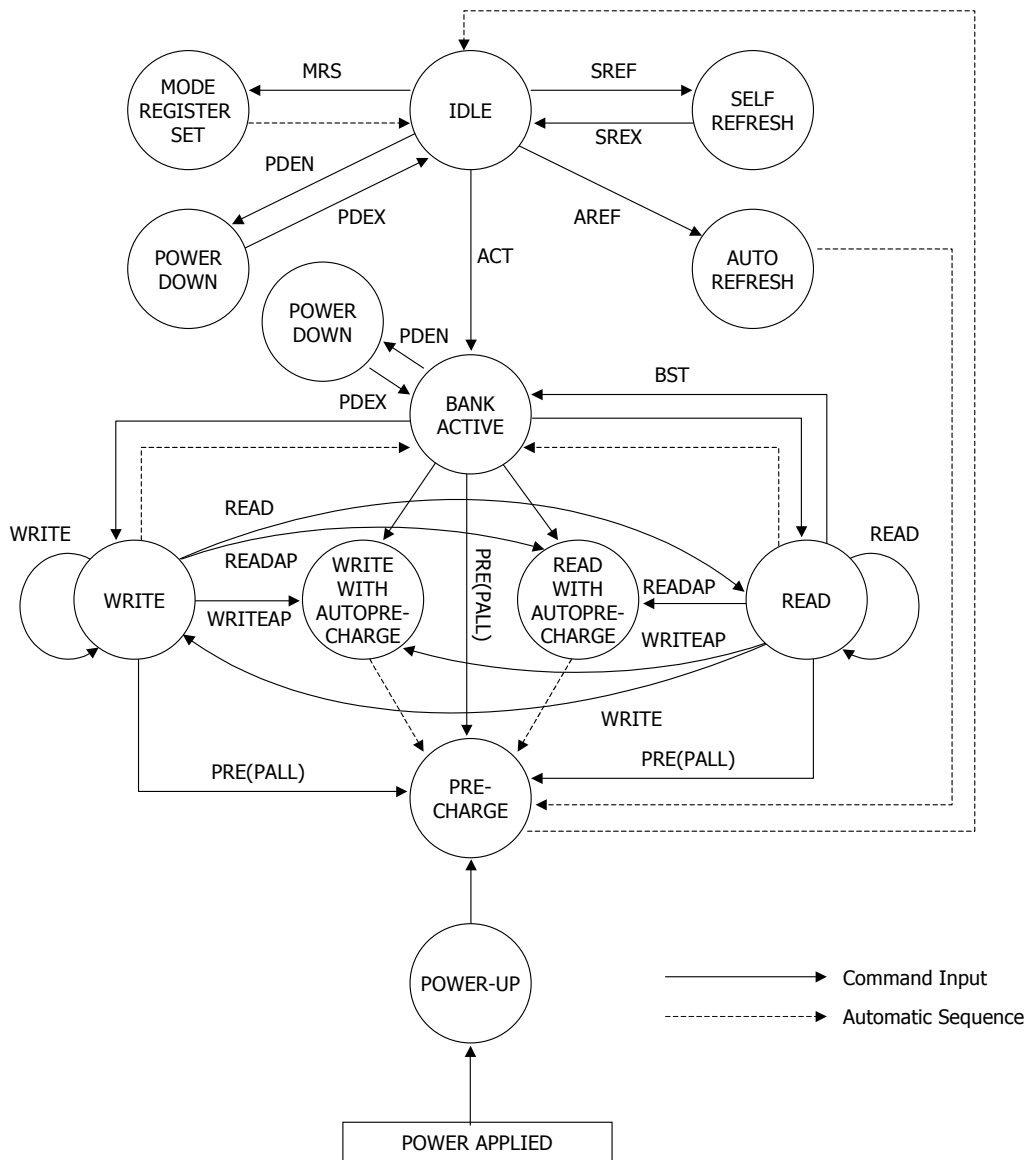 MRS
SREF
MODE
REGISTER
SET
IDLE
SELF
REFRESH
SREX
PDEN
PDEX
AREF
POWER
DOWN
ACT
AUTO
REFRESH
POWER
DOWN
PDEN
BST
PDEX
BANK
ACTIVE
WRITE
READ
READ
READAP
WRITE
WITH
AUTOPRE-
CHARGE
PRE(PALL)
READ
WITH
AUTOPRE-
CHARGE
READAP
WRITE
WRITEAP
READ
WRITEAP
WRITE
PRE(PALL)
PRE(PALL)
PRE-
CHARGE
POWER-UP
Command Input
Automatic Sequence
POWER APPLIED